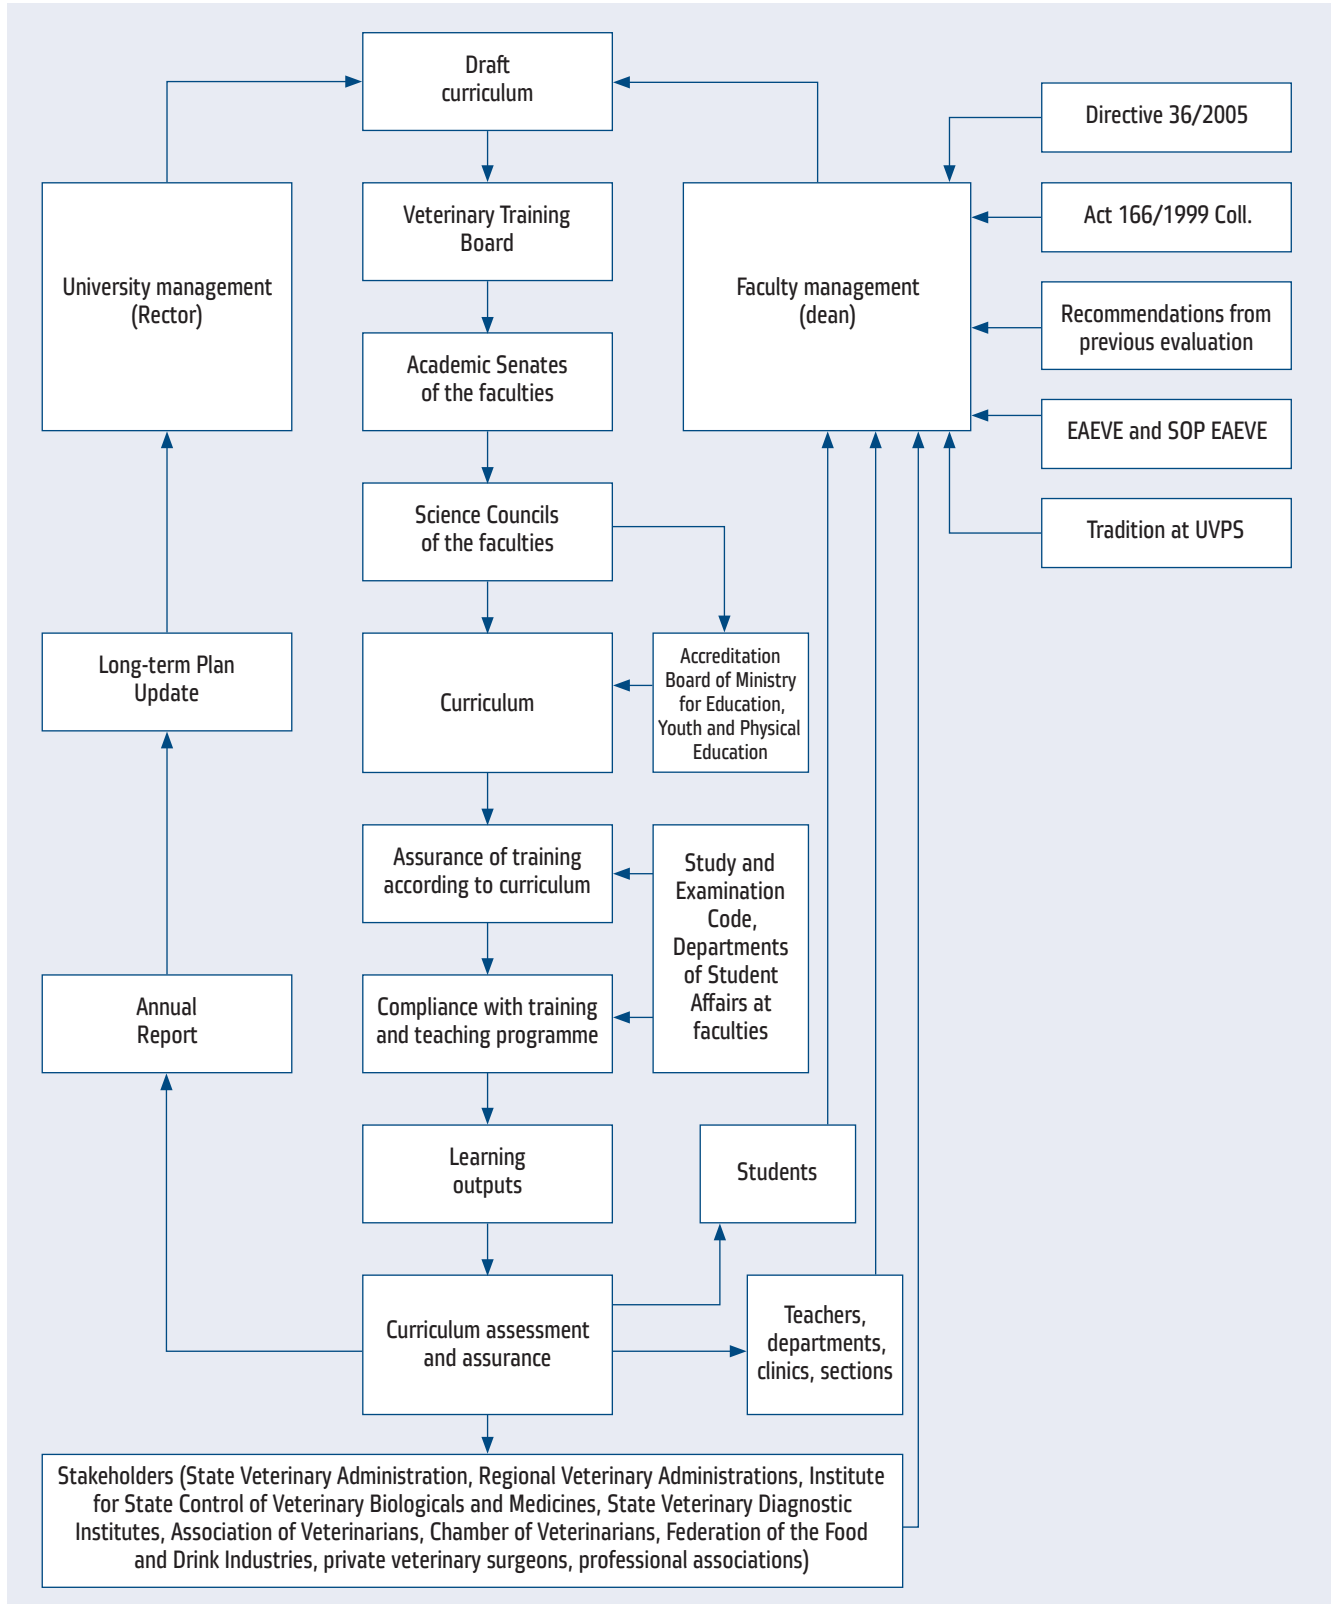 Draft
curriculum
Directive 36/2005
Veterinary Training
Board
Act 166/1999 Coll.
University management
(Rector)
Faculty management
(dean)
Recommendations from
previous evaluation
Academic Senates
of the faculties
EAEVE and SOP EAEVE
Science Councils
of the faculties
Tradition at UVPS
Long-term Plan
Update
Curriculum
Accreditation
Board of Ministry
for Education,
Youth and Physical
Education
Assurance of training
according to curriculum
Study and
Examination
Code,
Departments
of Student
Affairs at
faculties
Annual
Report
Compliance with training
and teaching programme
Learning
outputs
Students
Curriculum assessment
and assurance
Teachers,
departments,
clinics, sections
Stakeholders (State Veterinary Administration, Regional Veterinary Administrations, Institute
for State Control of Veterinary Biologicals and Medicines, State Veterinary Diagnostic
Institutes, Association of Veterinarians, Chamber of Veterinarians, Federation of the Food
and Drink Industries, private veterinary surgeons, professional associations)